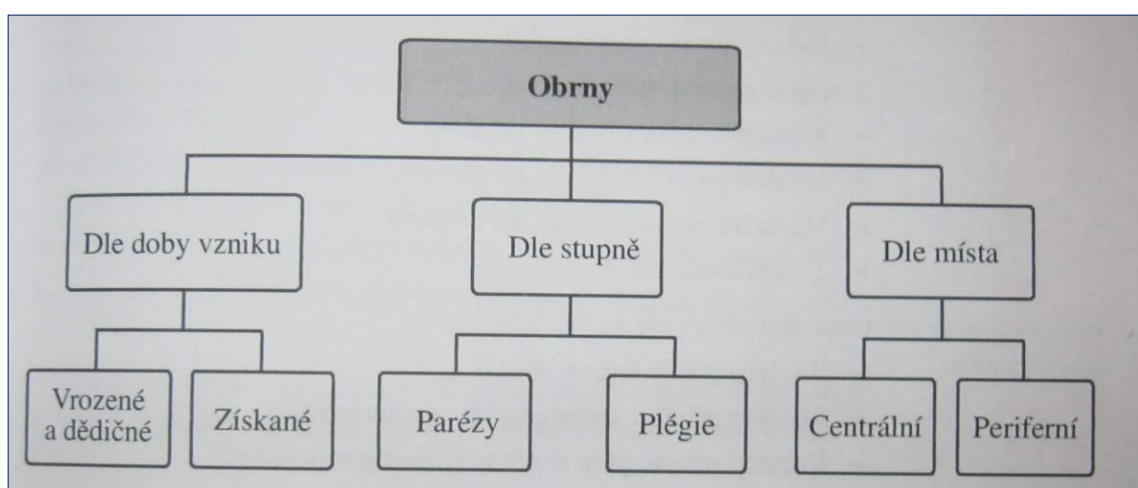 Obrny
Dle doby vzniku
Dle stupně
Dle místa
Vrozené
a dědičné
Získané
Parézy
Plégie
Centrální
Periferní